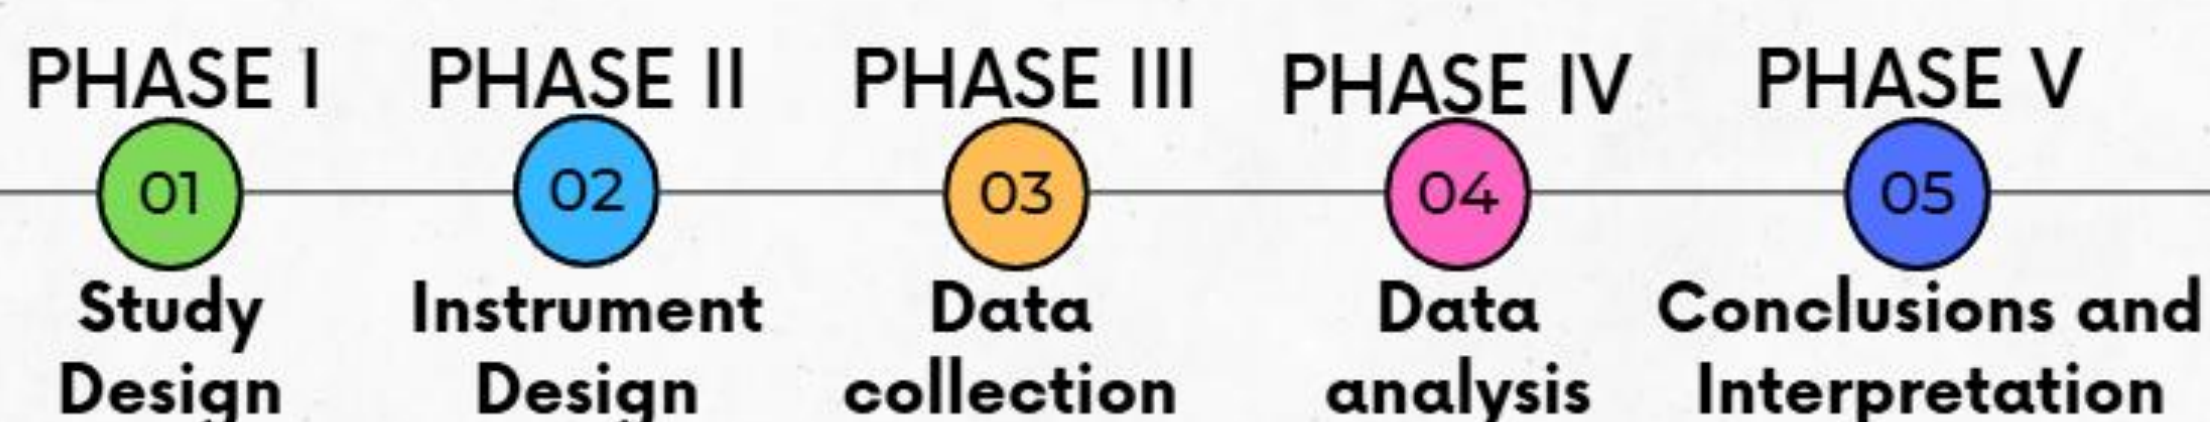 PHASE I PHASE II PHASE III PHASE IV PHASE V
01 02 03 04 05
Study Instrument Data Data Conclusions and
Design Design collection analysis Interpretation